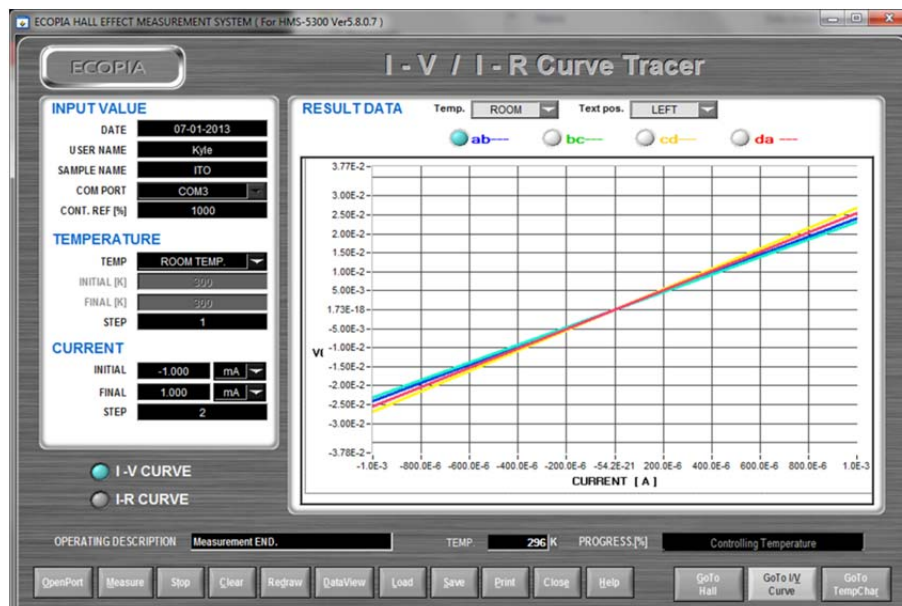 ECOPIA HALL EFFECT MEASUREMENT SYSTEM ( For HMS-5300 Ver5.8.0.7 )
ECOPIA
I - V / I - R Curve Tracer
INPUT VALUE
DATE 07-01-2013
USER NAME Kyle
SAMPLE NAME ITO
COM PORT COM3
CONT. REF [%] 1000
TEMPERATURE
TEMP ROOM TEMP.
INITIAL [K] 300
FINAL [K] 300
STEP 1
CURRENT
INITIAL -1.000 mA
FINAL 1.000 mA
STEP 2
I -V CURVE
I-R CURVE
RESULT DATA Temp. ROOM Text pos. LEFT
ab--- bc--- cd--- da ---
3.77E-2
3.00E-2
2.50E-2
2.00E-2
1.50E-2
1.00E-2
5.00E-3
1.73E-18
-5.00E-3
-1.00E-2
V(
-1.50E-2
-2.00E-2
-2.50E-2
-3.00E-2
-3.78E-2
-1.0E-3 -800.0E-6 -600.0E-6 -400.0E-6 -200.0E-6 -54.2E-21 200.0E-6 400.0E-6 600.0E-6 800.0E-6 1.0E-3
CURRENT [ A ]
OPERATING DESCRIPTION Measurement END. TEMP. 296 K PROGRESS.[%] Controlling Temperature
OpenPort Measure Stop Clear Redraw DataView Load Save Print Close Help
GoTo Hall
GoTo I/V Curve
GoTo TempChar